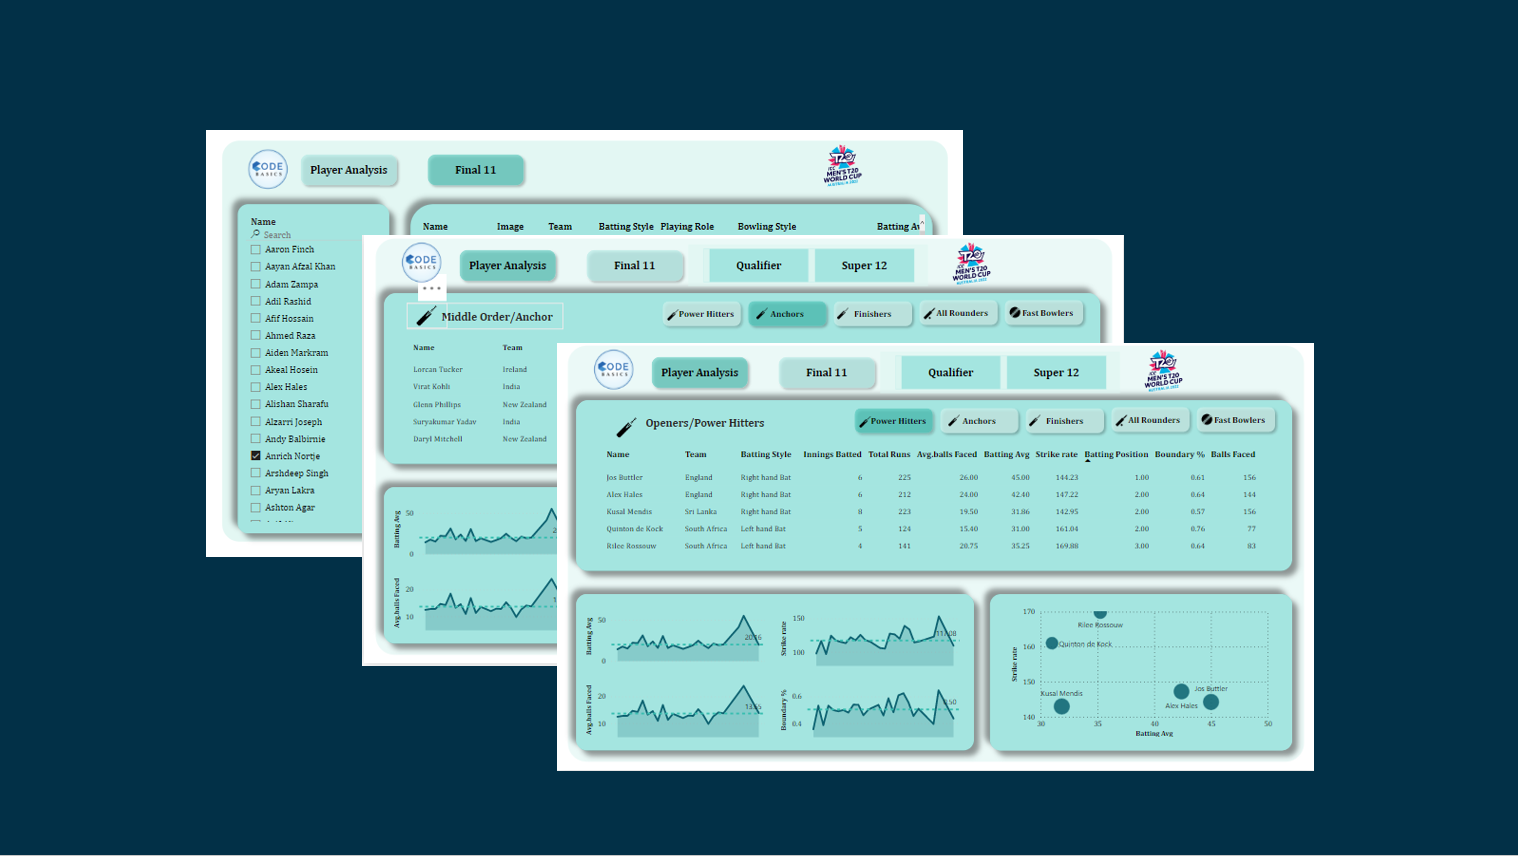 CODE
BASICS
Player Analysis
Final 11
T20
ICC
MEN'S T20
WORLD CUP
AUSTRALIA 2022
Name
Search
Aaron Finch
Aayan Afzal Khan
Adam Zampa
Adil Rashid
Afif Hossain
Ahmed Raza
Aiden Markram
Akeal Hosein
Alex Hales
Alishan Sharafu
Alzarri Joseph
Andy Balbirnie
Anrich Nortje
Arshdeep Singh
Aryan Lakra
Ashton Agar
Name Image Team Batting Style Playing Role Bowling Style Batting Av
CODE
BASICS
Player Analysis Final 11 Qualifier Super 12
T20
ICC
MEN'S T20
WORLD CUP
AUSTRALIA 2022
Middle Order/Anchor
Power Hitters Anchors Finishers All Rounders Fast Bowlers
Name Team
Lorcan Tucker Ireland
Virat Kohli India
Glenn Phillips New Zealand
Suryakumar Yadav India
Daryl Mitchell New Zealand
Batting Avg
50
0
Avg.balls Faced
20
10
CODE
BASICS
Player Analysis Final 11 Qualifier Super 12
T20
ICC
MEN'S T20
WORLD CUP
AUSTRALIA 2022
Openers/Power Hitters
Power Hitters Anchors Finishers All Rounders Fast Bowlers
Name Team Batting Style Innings Batted Total Runs Avg.balls Faced Batting Avg Strike rate Batting Position Boundary % Balls Faced
Jos Buttler England Right hand Bat 6 225 26.00 45.00 144.23 1.00 0.61 156
Alex Hales England Right hand Bat 6 212 24.00 42.40 147.22 2.00 0.64 144
Kusal Mendis Sri Lanka Right hand Bat 8 223 19.50 31.86 142.95 2.00 0.57 156
Quinton de Kock South Africa Left hand Bat 5 124 15.40 31.00 161.04 2.00 0.76 77
Rilee Rossouw South Africa Left hand Bat 4 141 20.75 35.25 169.88 3.00 0.64 83
Batting Avg
50
0
20.16
Strike rate
150
100
Avg.balls Faced
20
10
Boundary %
0.6
0.4
Strike rate
170
160
150
140
Rilee Rossouw
Quinton de Kock
Kusal Mendis
Jos Buttler
Alex Hales
30 35 40 45 50
Batting Avg